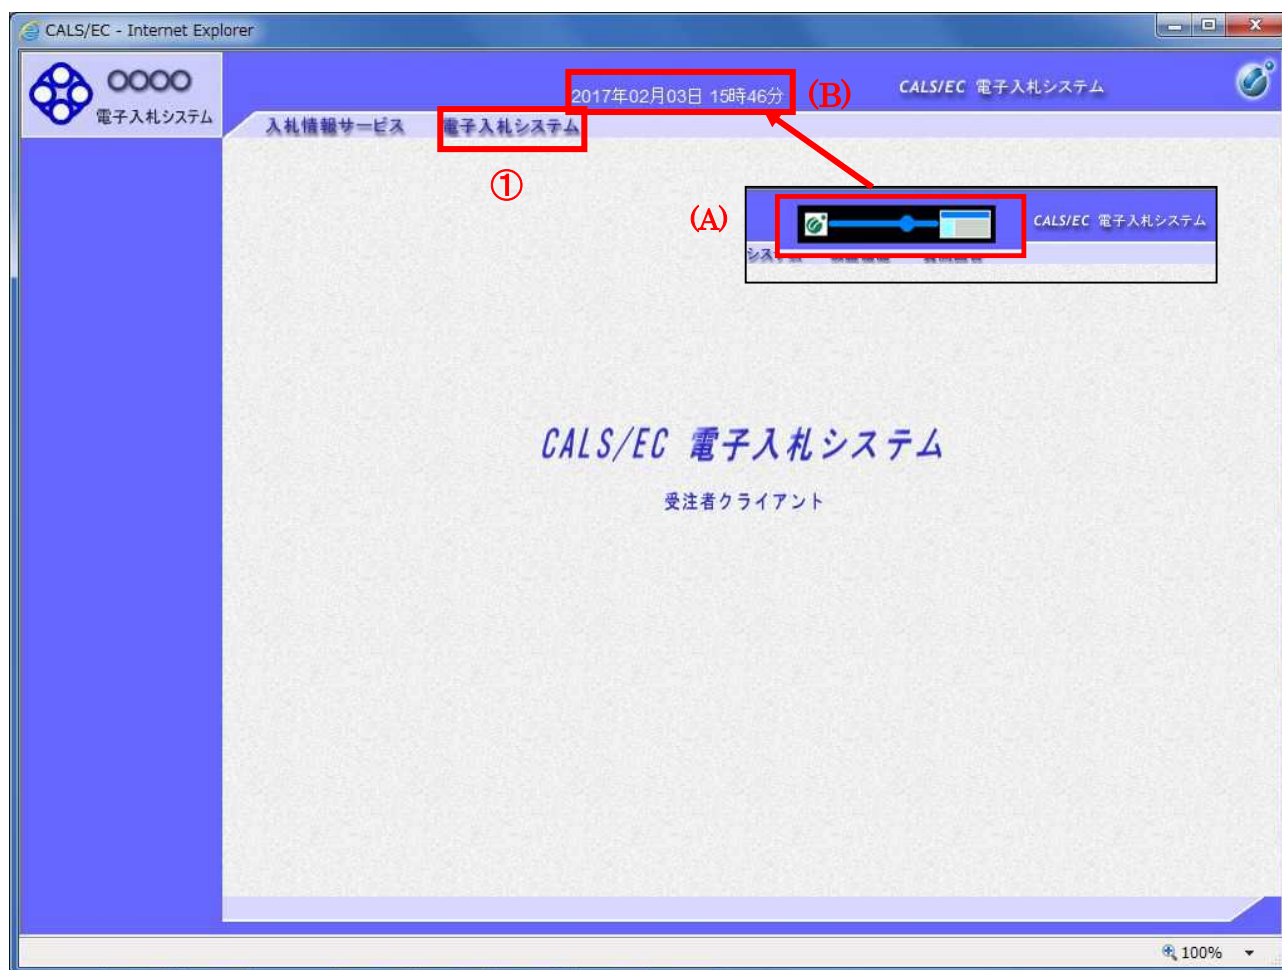 CALS/EC - Internet Explorer
〇〇〇〇
電子入札システム
2017年02月03日 15時46分
(B)
CALS/EC 電子入札システム
入札情報サービス
電子入札システム
①
(A)
CALS/EC 電子入札システム
CALS/EC 電子入札システム
受注者クライアント
100%